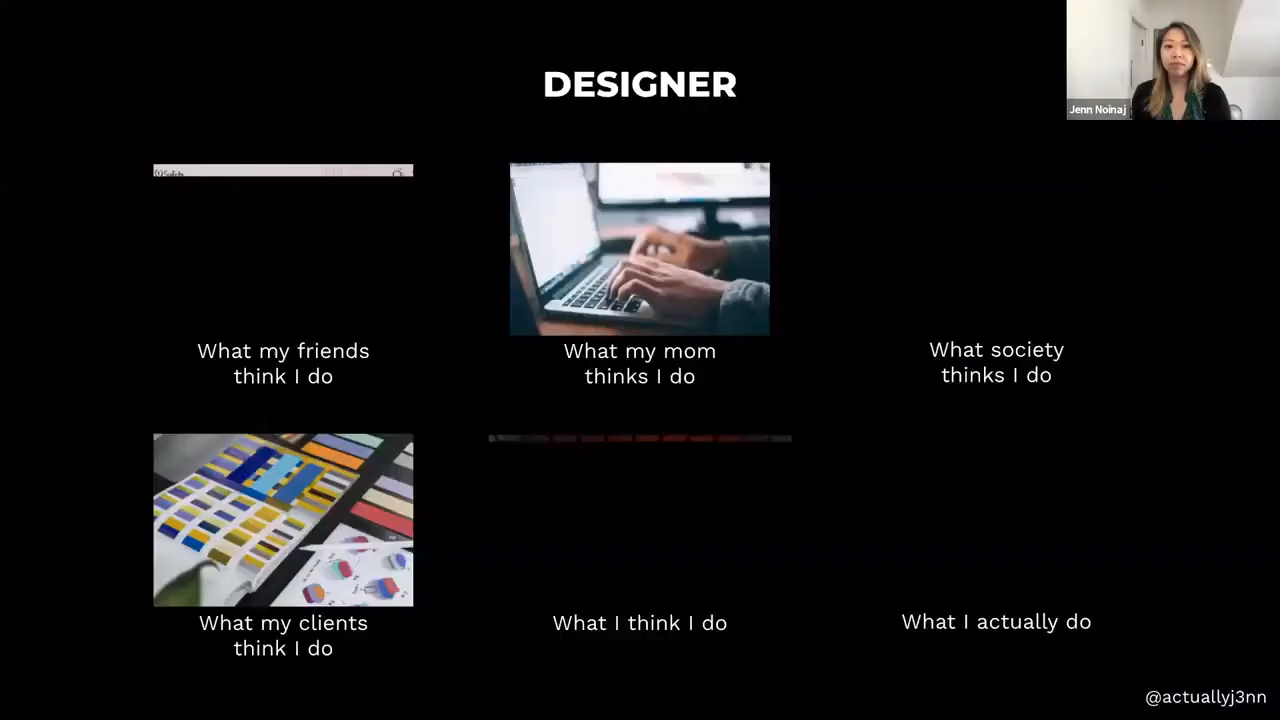 DESIGNER
Jenn Noinaj
What my friends
think I do
What my mom
thinks I do
What society
thinks I do
What my clients
think I do
What I think I do
What I actually do
@actuallyj3nn